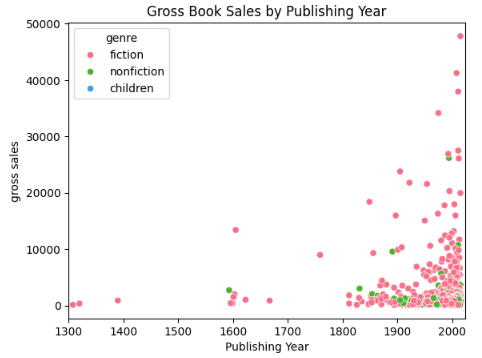 Gross Book Sales by Publishing Year
50000
40000
30000
20000
10000
0
gross sales
genre
fiction
nonfiction
children
1300 1400 1500 1600 1700 1800 1900 2000
Publishing Year